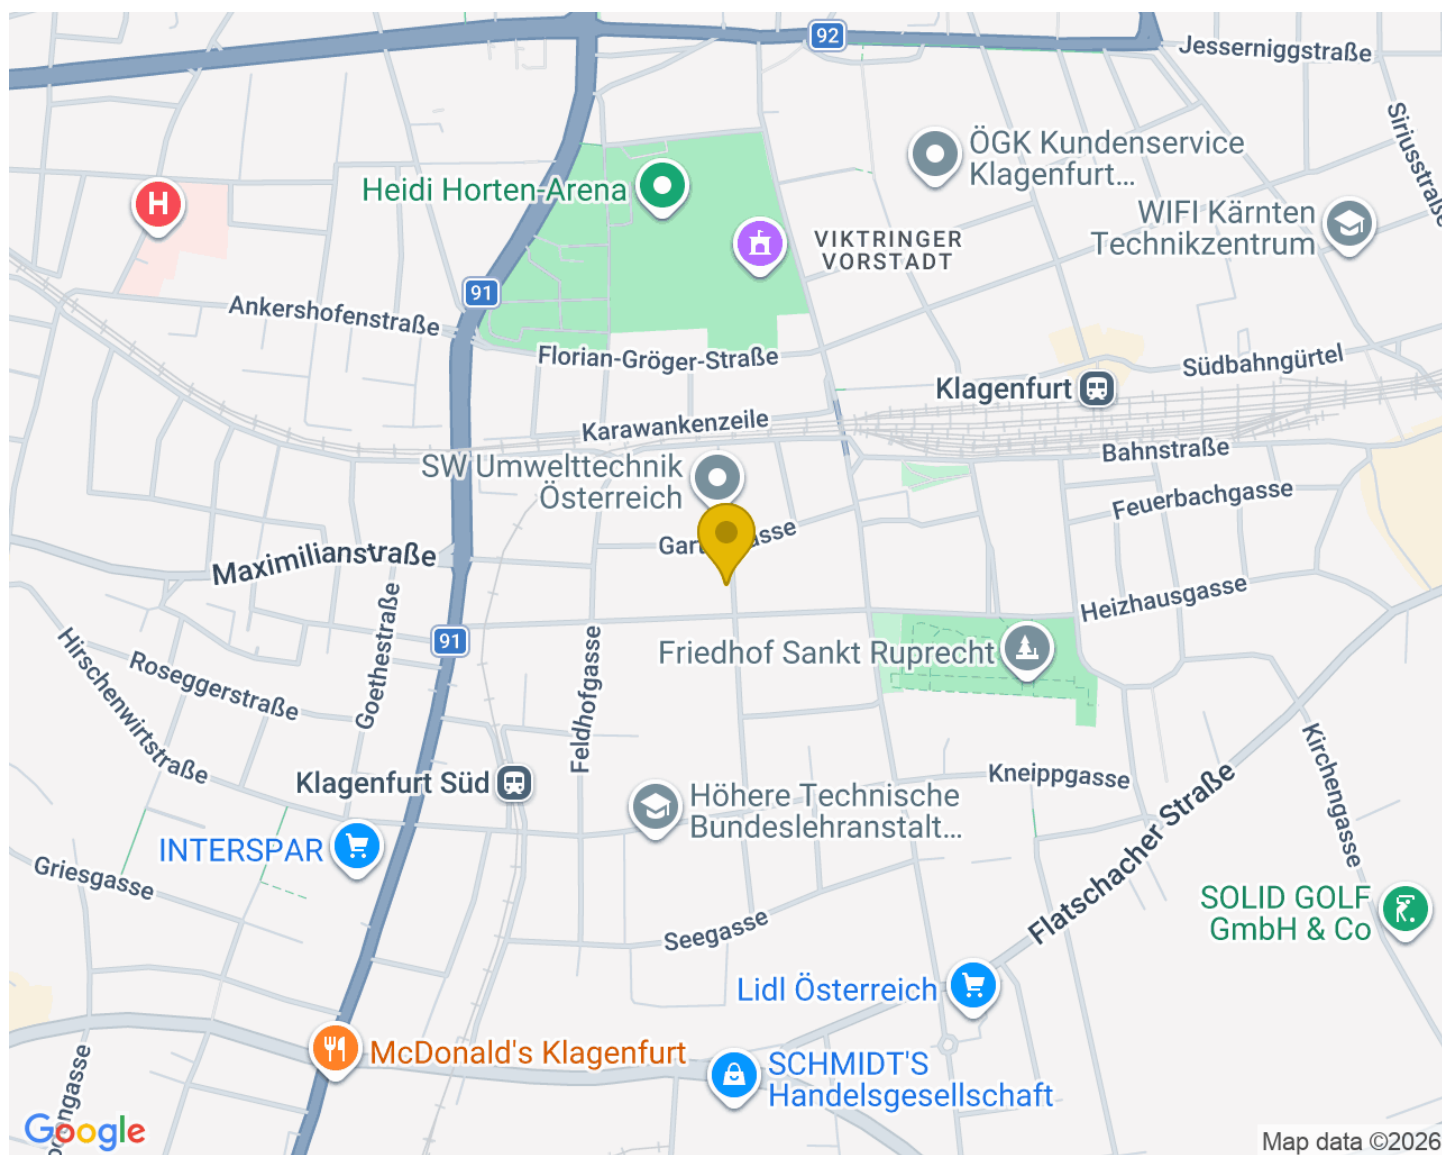 92
Jesserniggstraße
Siriusstraße
ÖGK Kundenservice
Klagenfurt...
Heidi Horten-Arena
WIFI Kärnten
Technikzentrum
H
VIKTRINGER
VORSTADT
91
Ankershofenstraße
Florian-Gröger-Straße
Südbahngürtel
Klagenfurt
Karawankenzeile
Bahnstraße
SW Umwelttechnik
Österreich
Feuerbachgasse
Maximilianstraße
Heizhausgasse
Goethestraße
91
Hirschenwirtstraße
Roseggerstraße
Feldhofgasse
Friedhof Sankt Ruprecht
Klagenfurt Süd
Kneippgasse
Kirchengasse
Höhere Technische
Bundeslehranstalt...
INTERSPAR
Griesgasse
Flatschacher Straße
SOLID GOLF
GmbH & Co
Seegasse
Lidl Österreich
McDonald's Klagenfurt
SCHMIDT'S
Handelsgesellschaft
Google
Map data ©2026